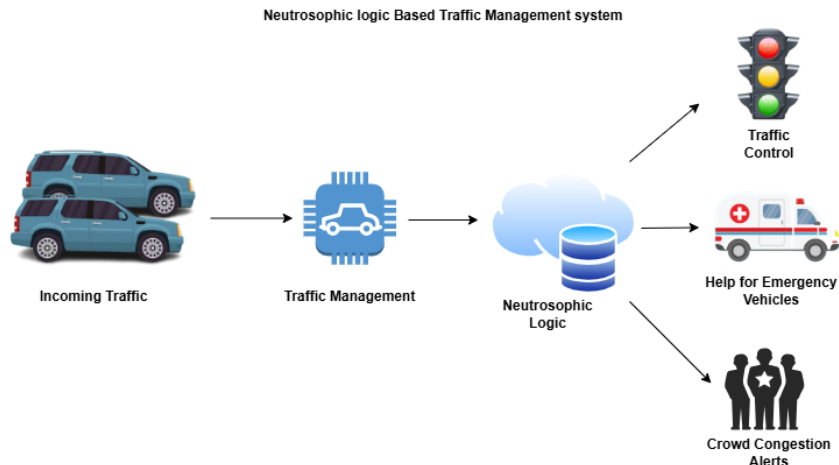 Neutrosophic logic Based Traffic Management system
Incoming Traffic
Traffic Management
Neutrosophic
Logic
Traffic
Control
Help for Emergency
Vehicles
Crowd Congestion
Alerts